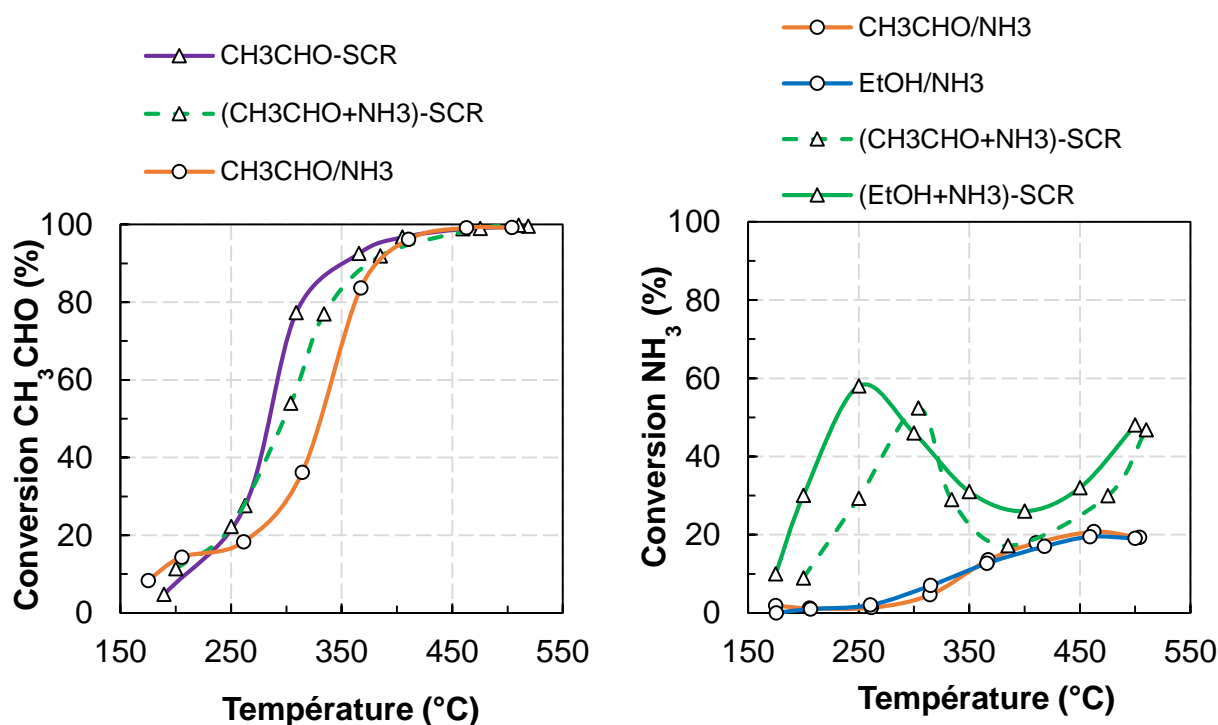 CH3CHO-SCR
(CH3CHO+NH3)-SCR
CH3CHO/NH3
Conversion CH3CHO (%)
100
80
60
40
20
0
150 250 350 450 550
Température (°C)
CH3CHO/NH3
EtOH/NH3
(CH3CHO+NH3)-SCR
(EtOH+NH3)-SCR
Conversion NH3 (%)
100
80
60
40
20
0
150 250 350 450 550
Température (°C)